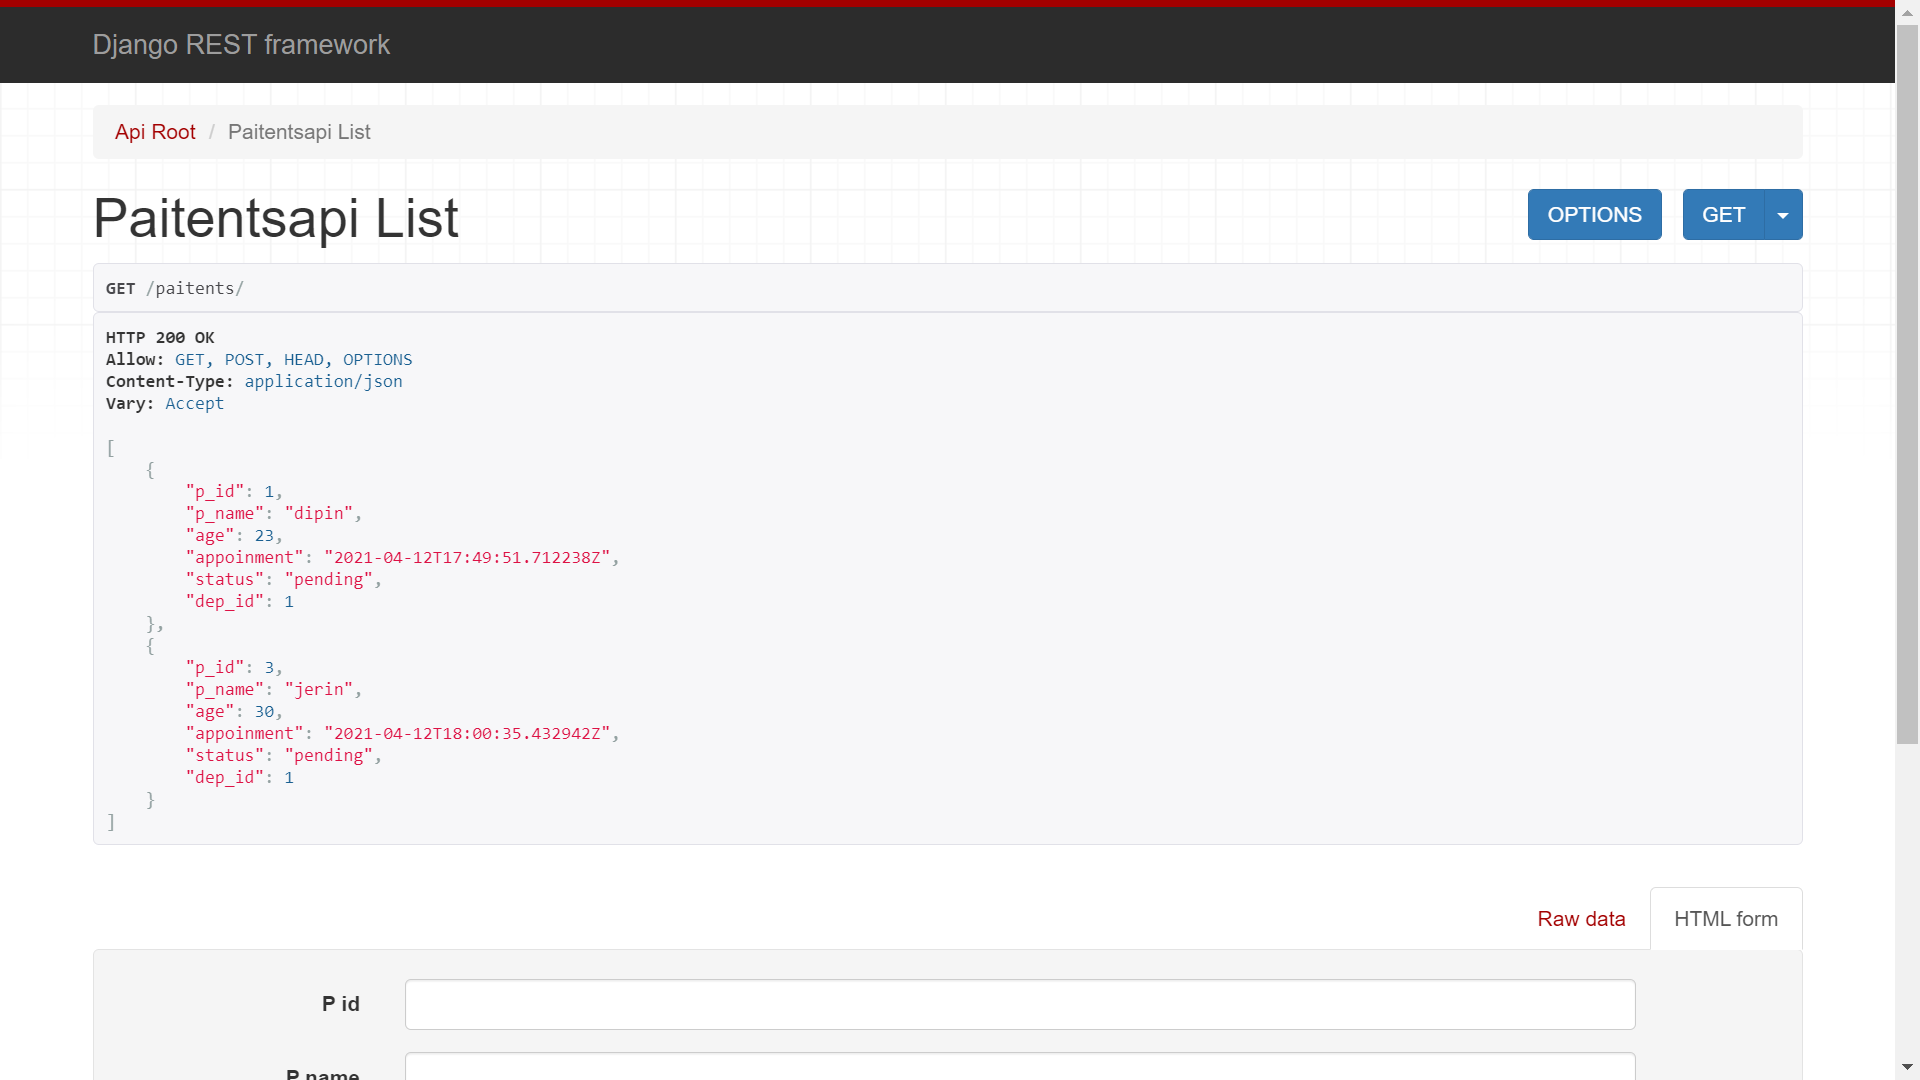 Django REST framework
Api Root / Paitentsapi List
Paitentsapi List
OPTIONS
GET
GET /paitents/
HTTP 200 OK
Allow: GET, POST, HEAD, OPTIONS
Content-Type: application/json
Vary: Accept
[
    {
        "p_id": 1,
        "p_name": "dipin",
        "age": 23,
        "appoinment": "2021-04-12T17:49:51.712238Z",
        "status": "pending",
        "dep_id": 1
    },
    {
        "p_id": 3,
        "p_name": "jerin",
        "age": 30,
        "appoinment": "2021-04-12T18:00:35.432942Z",
        "status": "pending",
        "dep_id": 1
    }
]
Raw data
HTML form
P id
P name